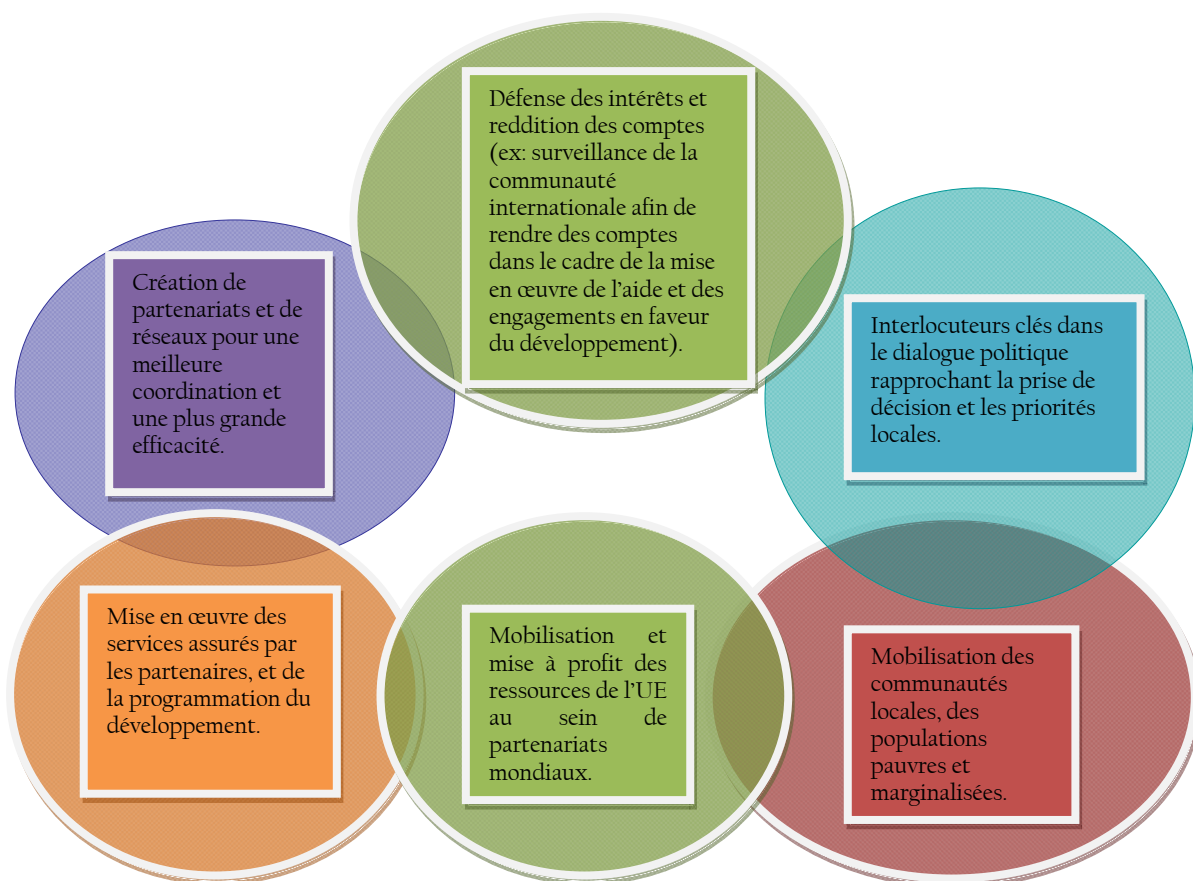 Défense des intérêts et
reddition des comptes
(ex: surveillance de la
communauté
internationale afin de
rendre des comptes
dans le cadre de la mise
en œuvre de l’aide et des
engagements en faveur
du développement).
Création de
partenariats et de
réseaux pour une
meilleure
coordination et
une plus grande
efficacité.
Interlocuteurs clés dans
le dialogue politique
rapprochant la prise de
décision et les priorités
locales.
Mise en œuvre des
services assurés par
les partenaires, et de
la programmation du
développement.
Mobilisation et
mise à profit des
ressources de l’UE
au sein de
partenariats
mondiaux.
Mobilisation des
communautés
locales, des
populations
pauvres et
marginalisées.